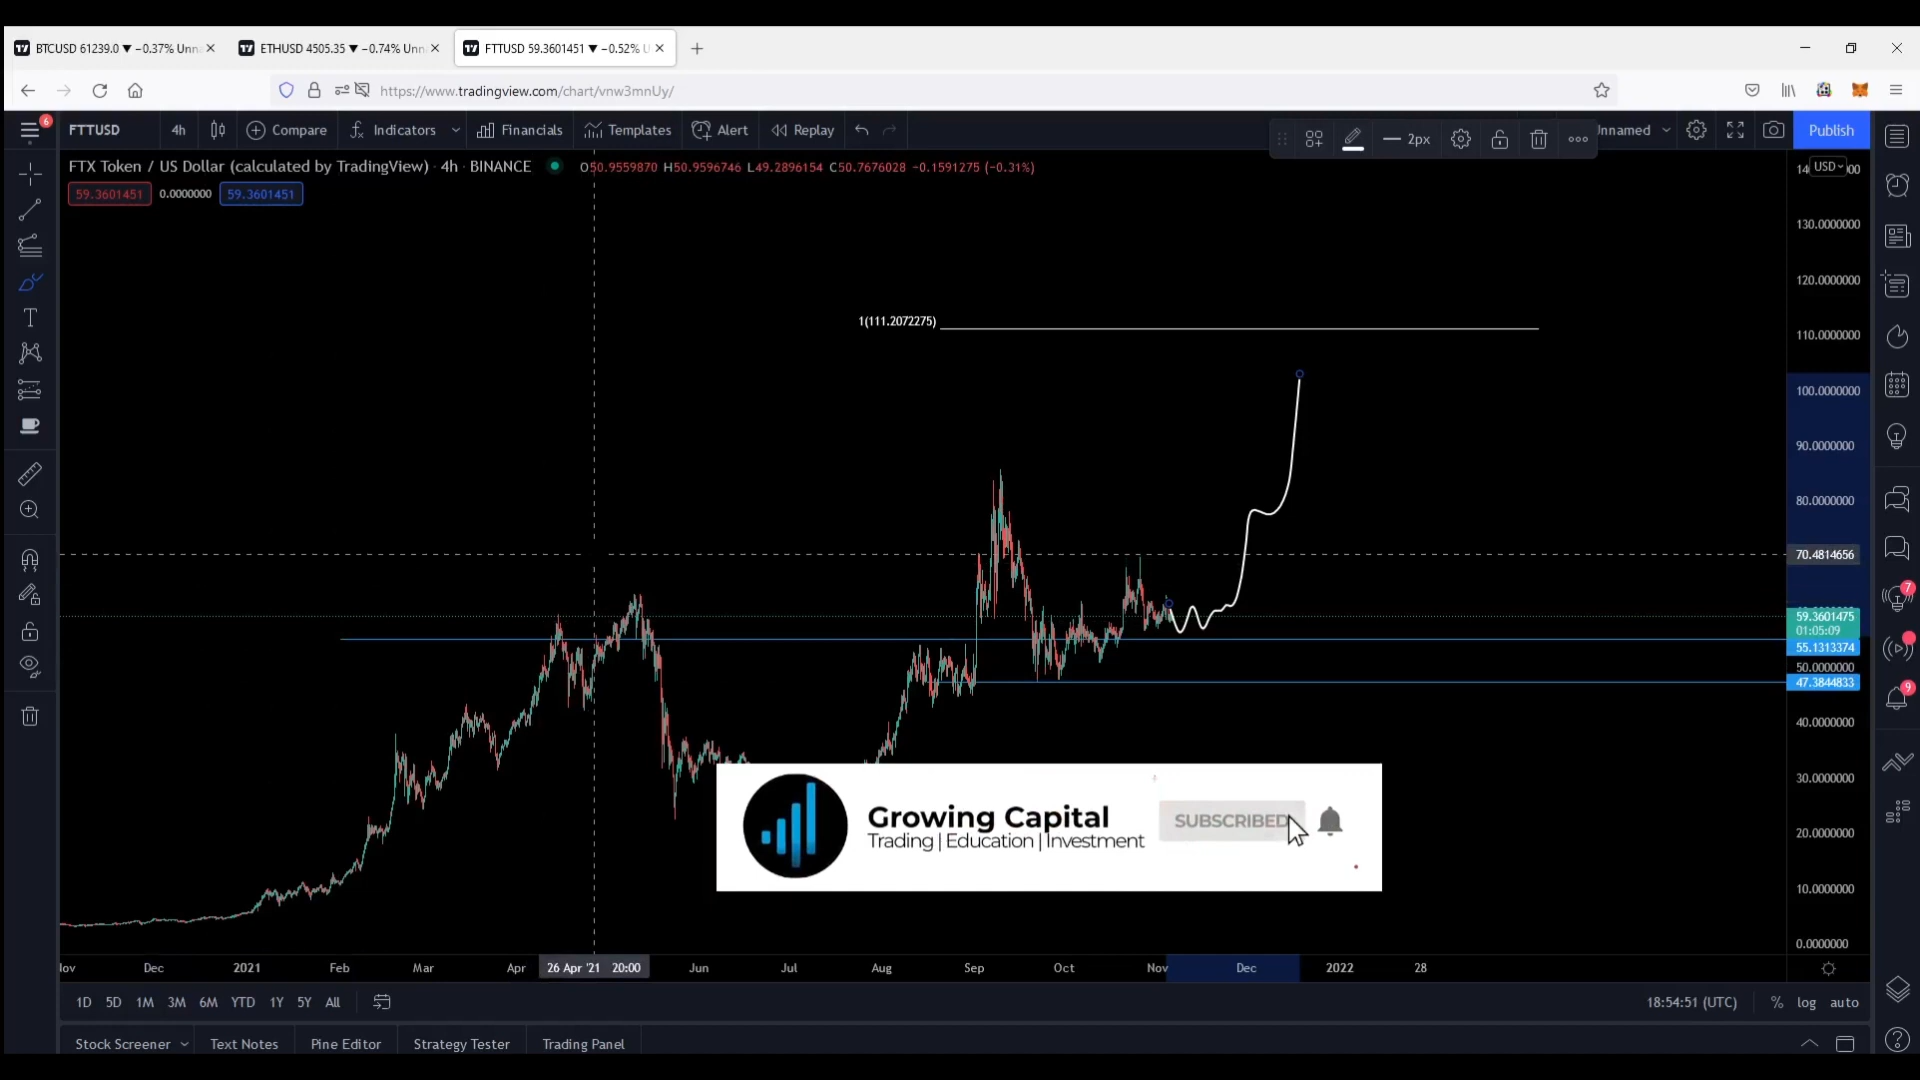 BTCUSD 61239.0 ▼ −0.37% Unn
ETHUSD 4505.35 ▼ −0.74% Unn
FTTUSD 59.3601451 ▼ −0.52% U
https://www.tradingview.com/chart/vnw3mnUy/
6
FTTUSD 4h Compare Indicators Financials Templates Alert Replay 2px Unnamed Publish
FTX Token / US Dollar (calculated by TradingView) · 4h · BINANCE O50.9559870 H50.9596746 L49.2896154 C50.7676028 −0.1591275 (−0.31%)
USD
59.3601451 0.0000000 59.3601451
130.0000000
120.0000000
1(111.2072275)
110.0000000
100.0000000
90.0000000
80.0000000
70.4814656
7
59.3601475
01:05:09
55.1313374
50.0000000
47.3844833
9
40.0000000
30.0000000
20.0000000
10.0000000
0.0000000
Growing Capital
Trading | Education | Investment
SUBSCRIBED
Nov Dec 2021 Feb Mar Apr 26 Apr '21 20:00 Jun Jul Aug Sep Oct Nov Dec 2022 28
1D 5D 1M 3M 6M YTD 1Y 5Y All 18:54:51 (UTC) % log auto
Stock Screener Text Notes Pine Editor Strategy Tester Trading Panel